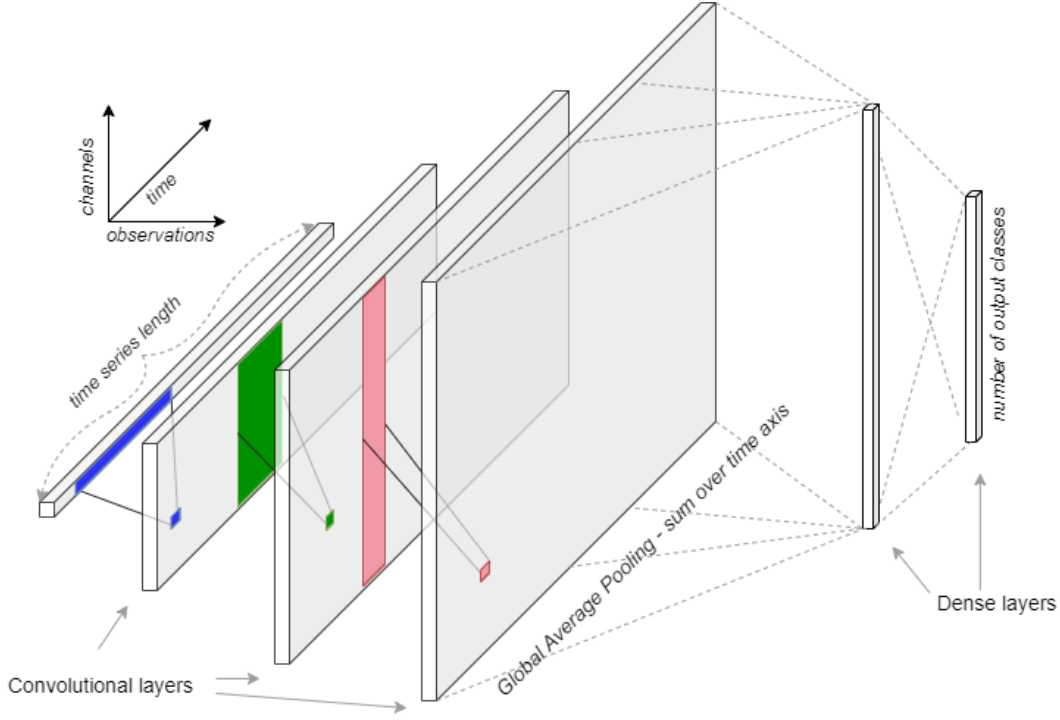 channels
time
observations
time series length
number of output classes
Global Average Pooling - sum over time axis
Dense layers
Convolutional layers